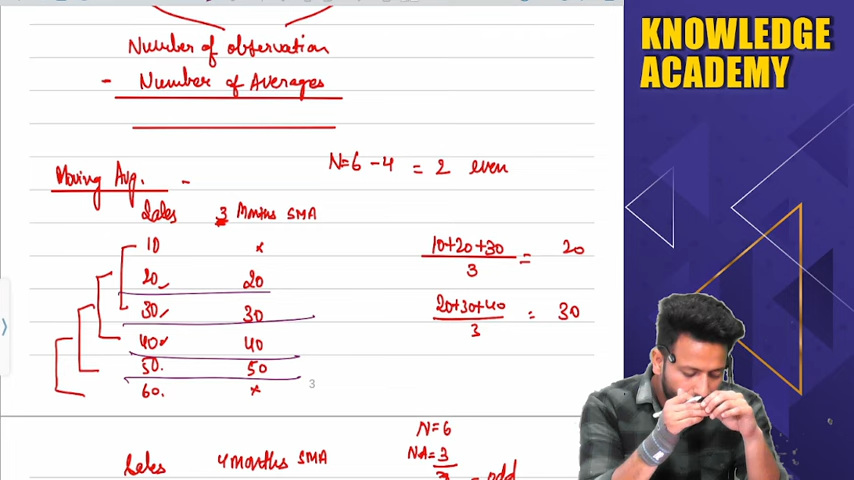 Number of observation
- Number of Averages
KNOWLEDGE
ACADEMY
N=6 - 4 = 2 even
Moving Avg. -
Sales 3 Months SMA
10 x
20 20
30 30
40 40
50. 50
60. x
10+20+30 / 3 = 20
20+30+40 / 3 = 30
3
N=6
NA=3
3 = odd
Sales 4 months SMA